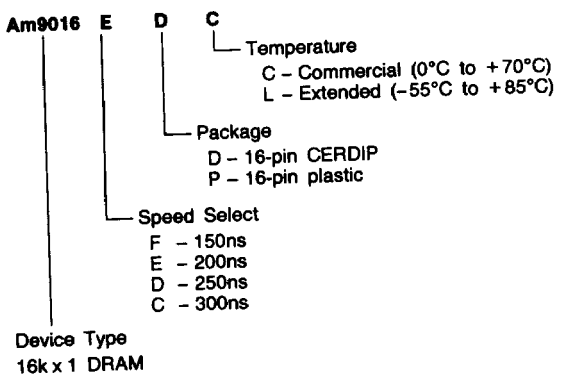 Am9016 E D C
Temperature
C – Commercial (0°C to +70°C)
L – Extended (–55°C to +85°C)
Package
D – 16-pin CERDIP
P – 16-pin plastic
Speed Select
F – 150ns
E – 200ns
D – 250ns
C – 300ns
Device Type
16k x 1 DRAM